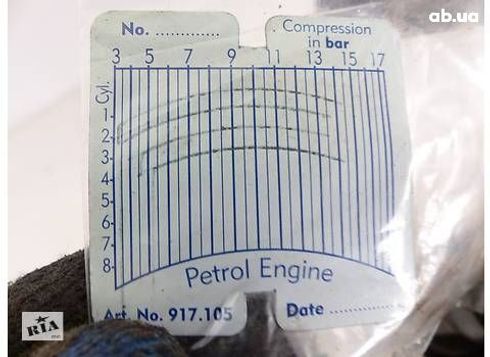 ab.ua
No. .............
Compression
in bar
3 5 7 9 11 13 15 17
Cyl.
1
2
3
4
5
6
7
8
Petrol Engine
Art. No. 917.105
Date ................
RIA